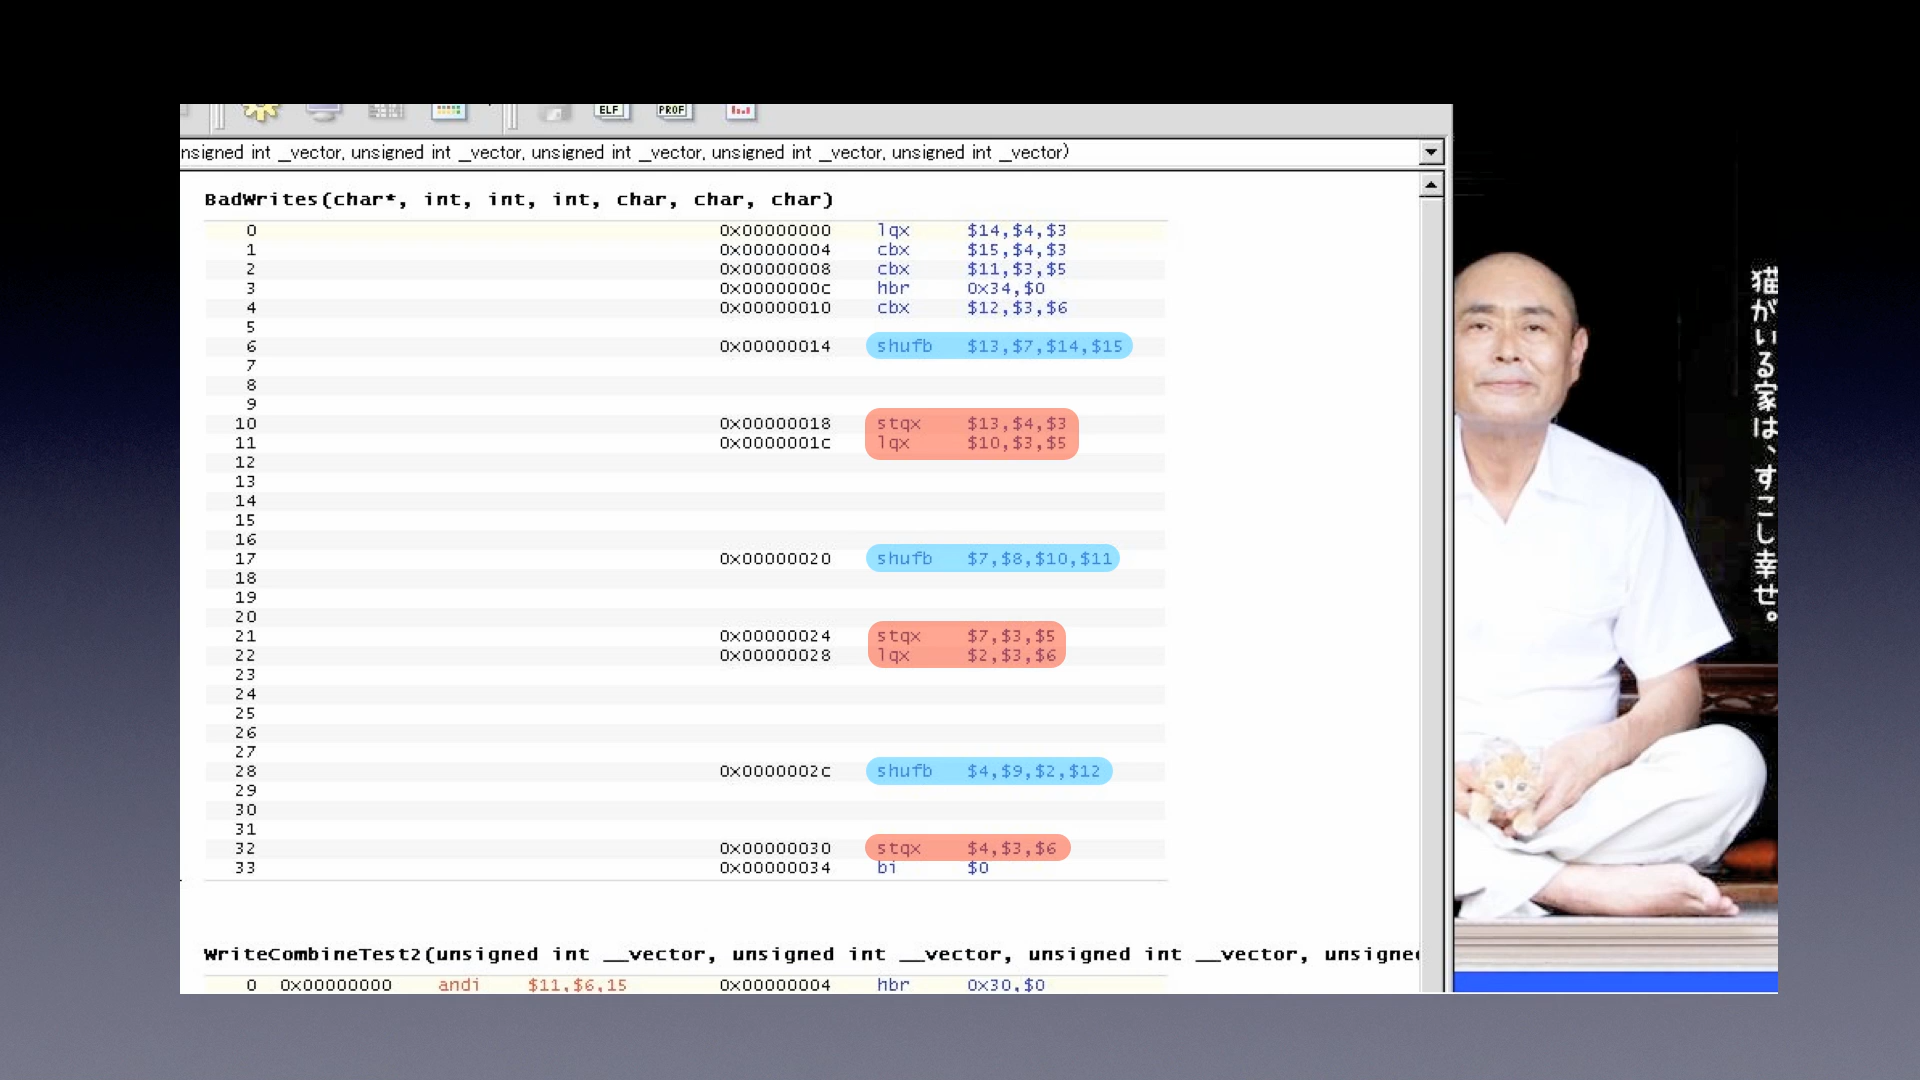 ELF PROF
nsigned int __vector, unsigned int __vector, unsigned int __vector, unsigned int __vector, unsigned int __vector)
BadWrites(char*, int, int, int, char, char, char)
0 0x00000000 lqx $14,$4,$3
1 0x00000004 cbx $15,$4,$3
2 0x00000008 cbx $11,$3,$5
3 0x0000000c hbr 0x34,$0
4 0x00000010 cbx $12,$3,$6
5
6 0x00000014 shufb $13,$7,$14,$15
7
8
9
10 0x00000018 stqx $13,$4,$3
11 0x0000001c lqx $10,$3,$5
12
13
14
15
16
17 0x00000020 shufb $7,$8,$10,$11
18
19
20
21 0x00000024 stqx $7,$3,$5
22 0x00000028 lqx $2,$3,$6
23
24
25
26
27
28 0x0000002c shufb $4,$9,$2,$12
29
30
31
32 0x00000030 stqx $4,$3,$6
33 0x00000034 bi $0
WriteCombineTest2(unsigned int __vector, unsigned int __vector, unsigned int __vector, unsigned
0 0x00000000 andi $11,$6,15 0x00000004 hbr 0x30,$0
猫がいる家は、すこし幸せ。